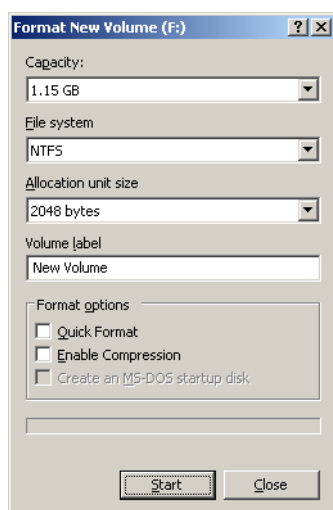 Format New Volume (F:)
Capacity:
1.15 GB
File system
NTFS
Allocation unit size
2048 bytes
Volume label
New Volume
Format options
Quick Format
Enable Compression
Create an MS-DOS startup disk
Start
Close